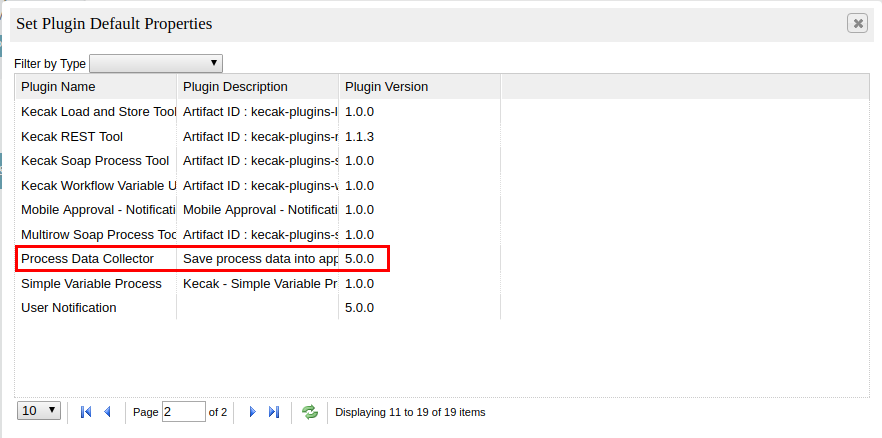 Set Plugin Default Properties
Filter by Type
Plugin Name Plugin Description Plugin Version
Kecak Load and Store Tool Artifact ID : kecak-plugins-l 1.0.0
Kecak REST Tool Artifact ID : kecak-plugins-r 1.1.3
Kecak Soap Process Tool Artifact ID : kecak-plugins-s 1.0.0
Kecak Workflow Variable U Artifact ID : kecak-plugins-w 1.0.0
Mobile Approval - Notificati Mobile Approval - Notificati 1.0.0
Multirow Soap Process Too Artifact ID : kecak-plugins-s 1.0.0
Process Data Collector Save process data into app 5.0.0
Simple Variable Process Kecak - Simple Variable Pr 1.0.0
User Notification 5.0.0
10 Page 2 of 2 Displaying 11 to 19 of 19 items